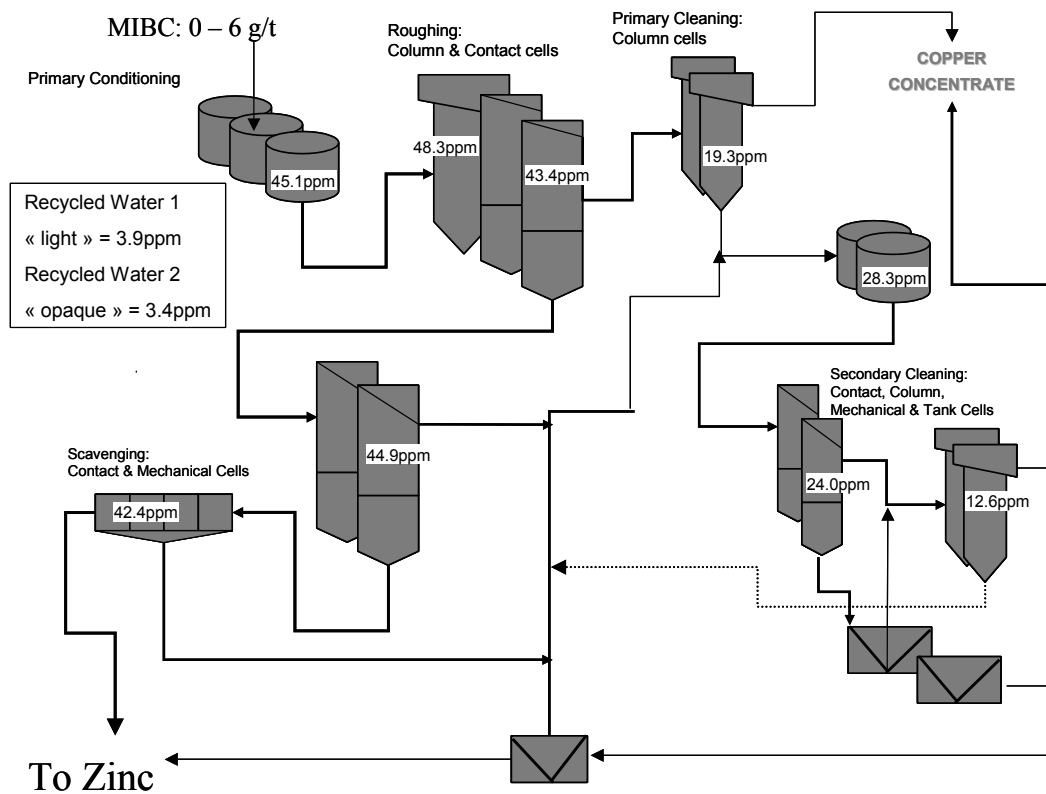 MIBC: 0 – 6 g/t
Primary Conditioning
Roughing:
Column & Contact cells
Primary Cleaning:
Column cells
COPPER
CONCENTRATE
48.3ppm
43.4ppm
19.3ppm
45.1ppm
Recycled Water 1
« light » = 3.9ppm
Recycled Water 2
« opaque » = 3.4ppm
28.3ppm
Secondary Cleaning:
Contact, Column,
Mechanical & Tank Cells
44.9ppm
Scavenging:
Contact & Mechanical Cells
42.4ppm
24.0ppm
12.6ppm
To Zinc